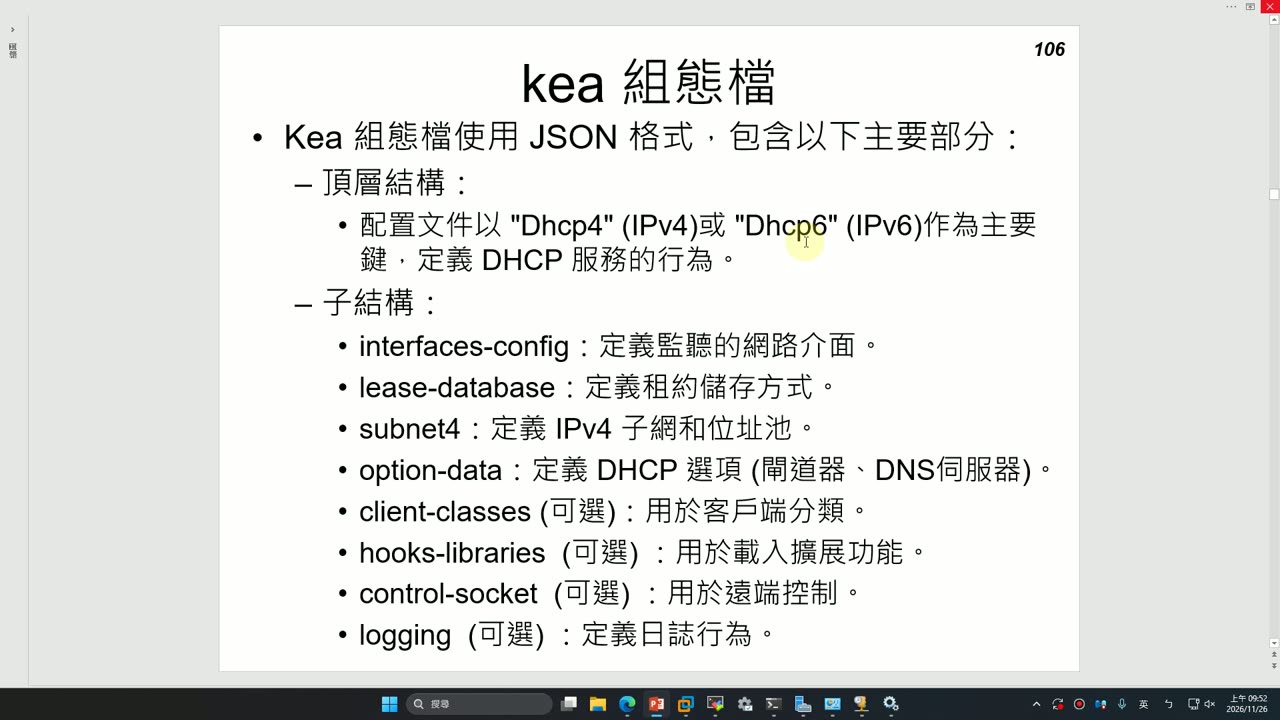 106
kea 組態檔
• Kea 組態檔使用 JSON 格式，包含以下主要部分：
– 頂層結構：
• 配置文件以 "Dhcp4" (IPv4)或 "Dhcp6" (IPv6)作為主要
鍵，定義 DHCP 服務的行為。
– 子結構：
• interfaces-config：定義監聽的網路介面。
• lease-database：定義租約儲存方式。
• subnet4：定義 IPv4 子網和位址池。
• option-data：定義 DHCP 選項 (閘道器、DNS伺服器)。
• client-classes (可選)：用於客戶端分類。
• hooks-libraries (可選) ：用於載入擴展功能。
• control-socket (可選) ：用於遠端控制。
• logging (可選) ：定義日誌行為。
搜尋
英
ㄅ
上午 09:52
2026/11/26